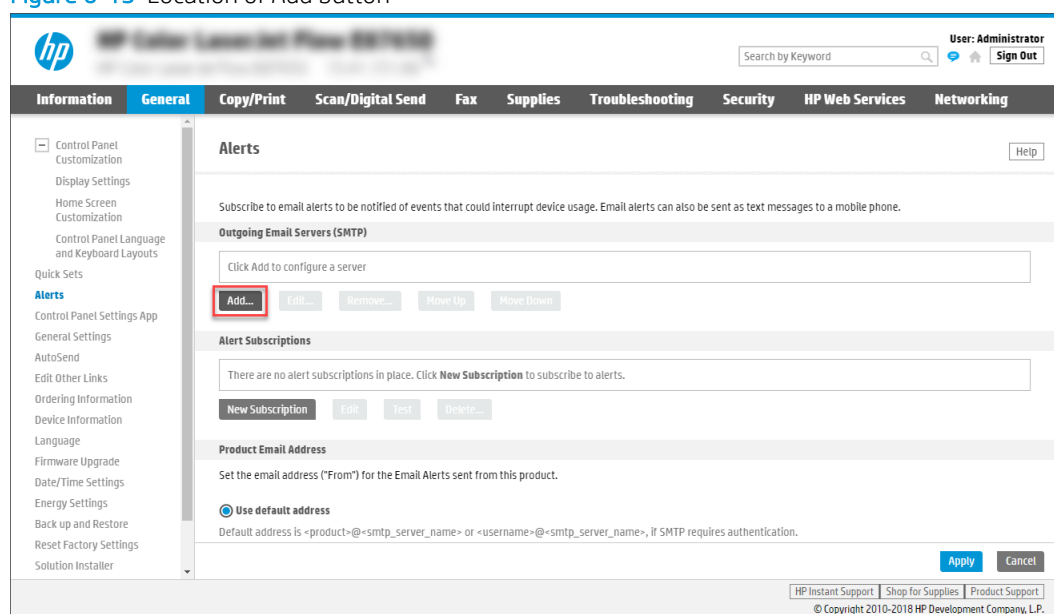 Figure 6-15 Location of Add button
hp
User: Administrator
Search by Keyword
Sign Out
Information General Copy/Print Scan/Digital Send Fax Supplies Troubleshooting Security HP Web Services Networking
Control Panel
Customization
Display Settings
Home Screen
Customization
Control Panel Language
and Keyboard Layouts
Quick Sets
Alerts
Control Panel Settings App
General Settings
AutoSend
Edit Other Links
Ordering Information
Device Information
Language
Firmware Upgrade
Date/Time Settings
Energy Settings
Back up and Restore
Reset Factory Settings
Solution Installer
Alerts
Help
Subscribe to email alerts to be notified of events that could interrupt device usage. Email alerts can also be sent as text messages to a mobile phone.
Outgoing Email Servers (SMTP)
Click Add to configure a server
Add... Edit... Remove... Move Up Move Down
Alert Subscriptions
There are no alert subscriptions in place. Click New Subscription to subscribe to alerts.
New Subscription Edit Test Delete...
Product Email Address
Set the email address ("From") for the Email Alerts sent from this product.
Use default address
Default address is <product>@<smtp_server_name> or <username>@<smtp_server_name>, if SMTP requires authentication.
Apply Cancel
HP Instant Support Shop for Supplies Product Support
© Copyright 2010-2018 HP Development Company, L.P.